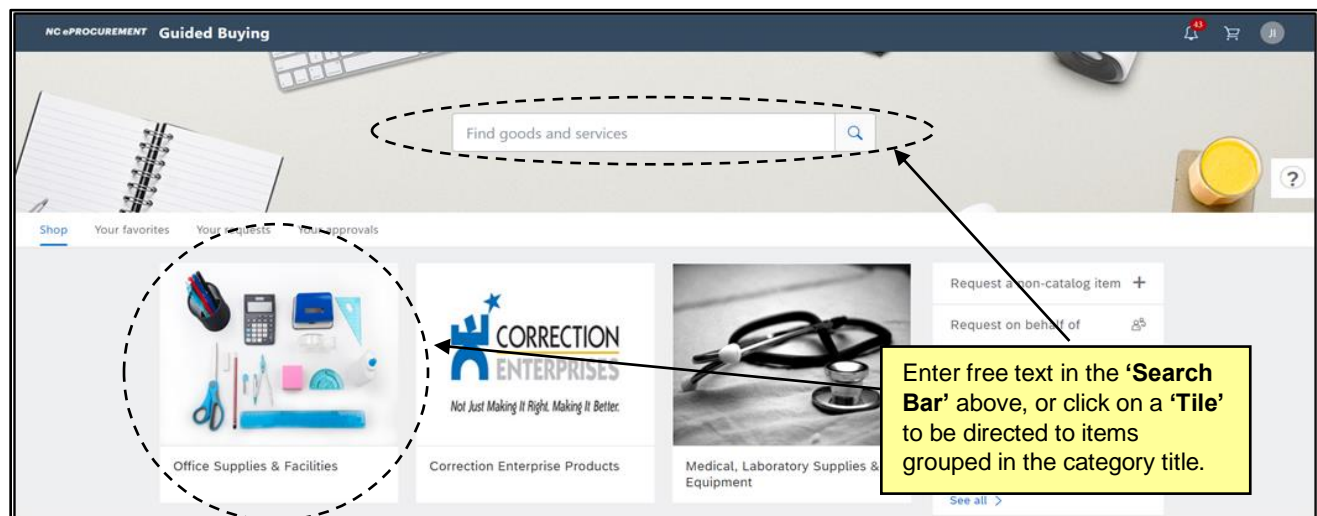 NC ePROCUREMENT Guided Buying
43
JI
Find goods and services
?
Shop Your favorites Your requests Your approvals
Request a non-catalog item +
Request on behalf of
CORRECTION
ENTERPRISES
Not Just Making It Right. Making It Better.
Enter free text in the ‘Search
Bar’ above, or click on a ‘Tile’
to be directed to items
grouped in the category title.
Office Supplies & Facilities
Correction Enterprise Products
Medical, Laboratory Supplies &
Equipment
See all >